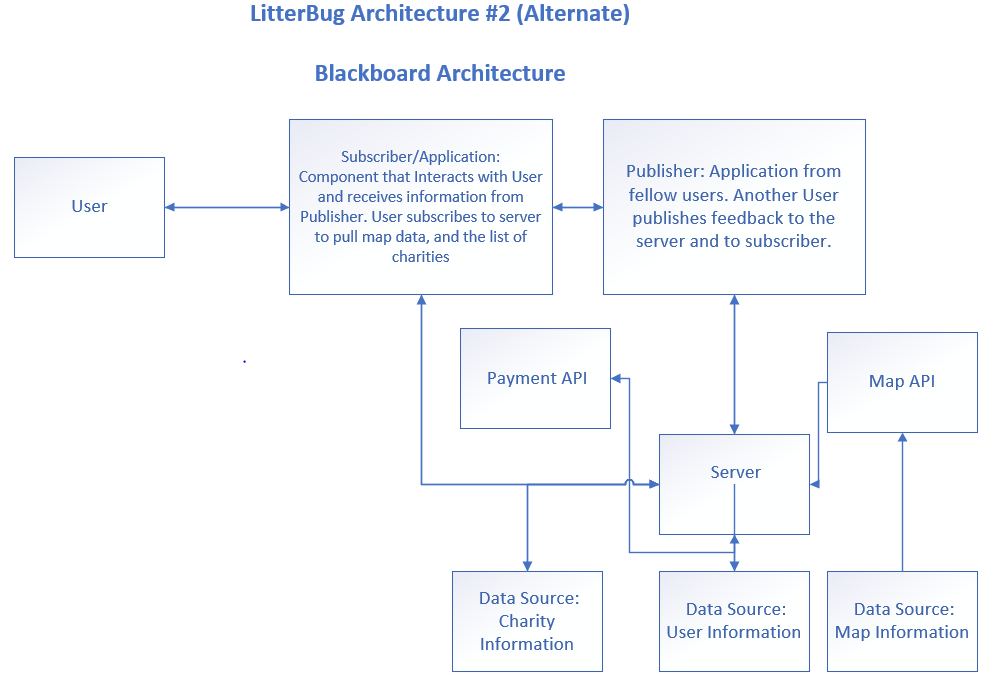 LitterBug Architecture #2 (Alternate)
Blackboard Architecture
User
Subscriber/Application:
Component that Interacts with User
and receives information from
Publisher. User subscribes to server
to pull map data, and the list of
charities
Publisher: Application from
fellow users. Another User
publishes feedback to the
server and to subscriber.
Payment API
Map API
Server
Data Source:
Charity
Information
Data Source:
User Information
Data Source:
Map Information